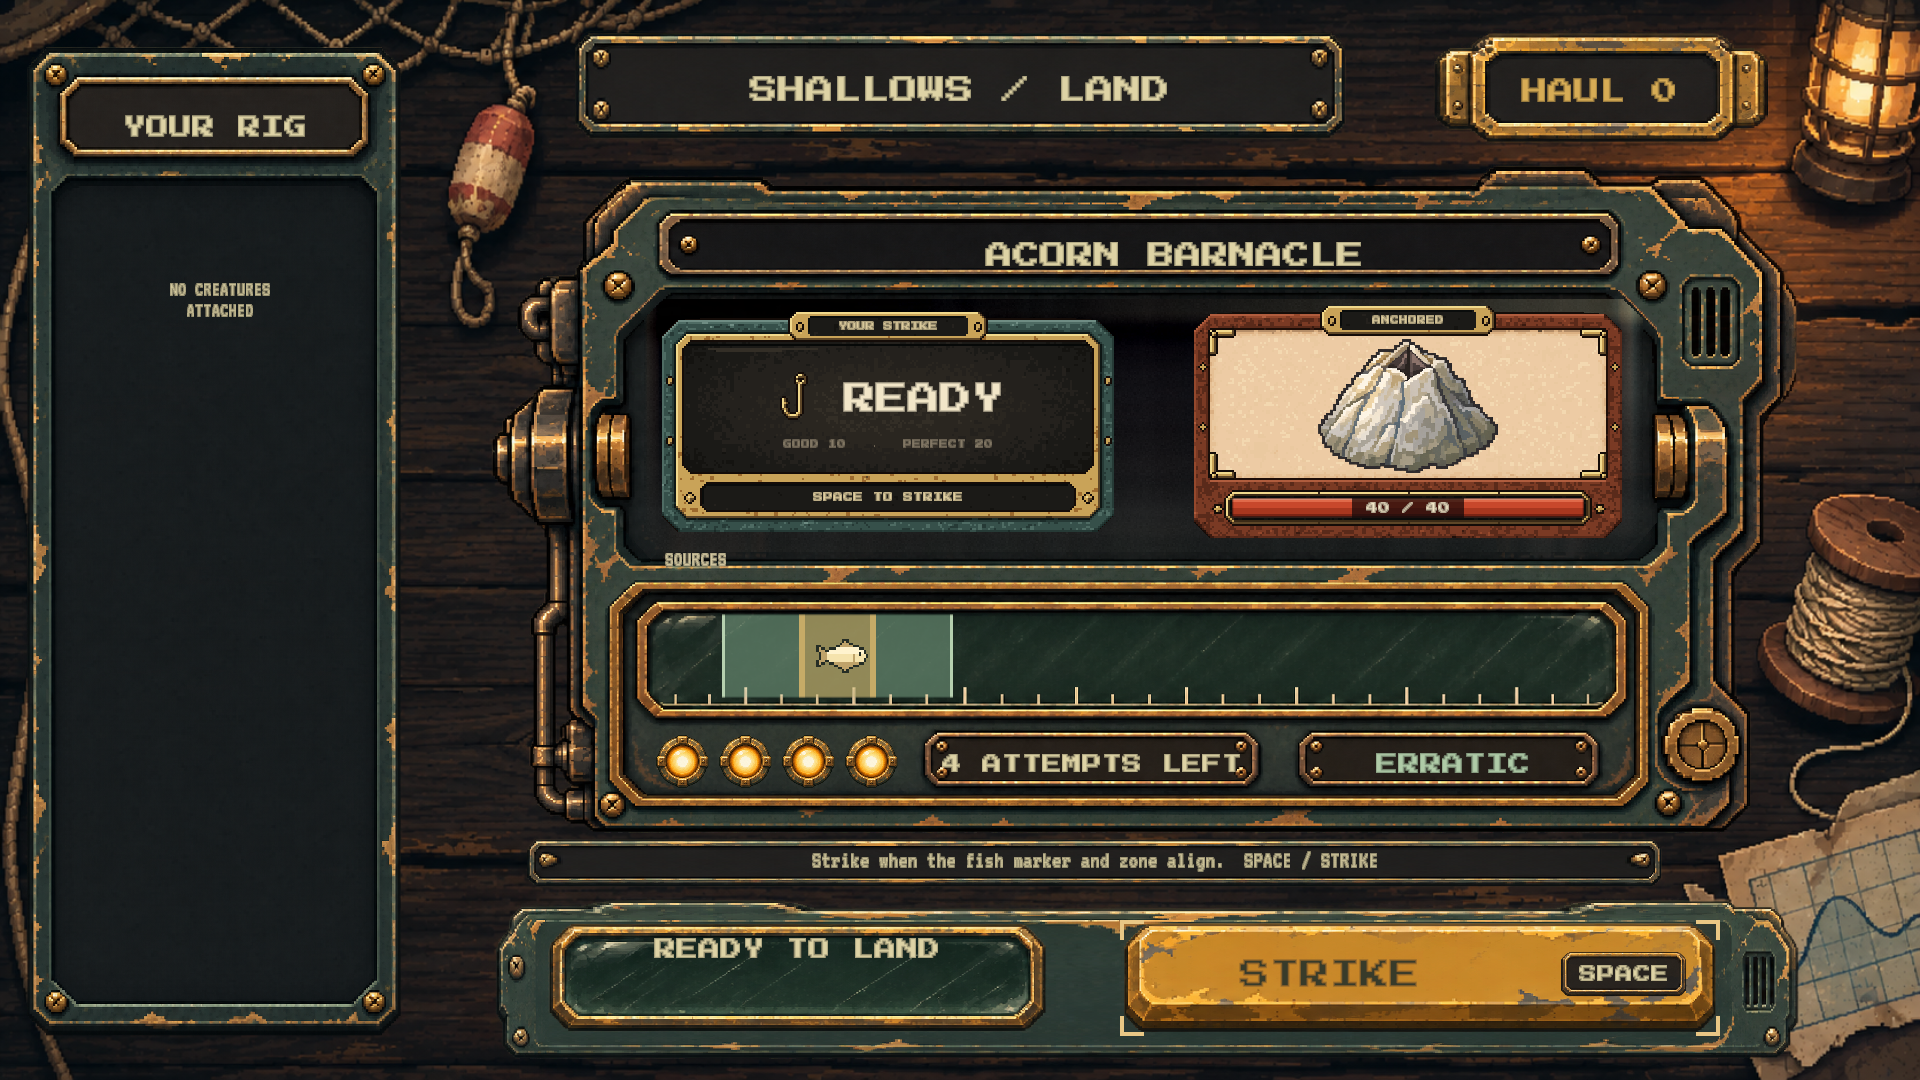 YOUR RIG
NO CREATURES
ATTACHED
SHALLOWS / LAND
HAUL 0
ACORN BARNACLE
YOUR STRIKE
READY
GOOD 10 . PERFECT 20
SPACE TO STRIKE
ANCHORED
40 / 40
SOURCES
4 ATTEMPTS LEFT
ERRATIC
Strike when the fish marker and zone align. SPACE / STRIKE
READY TO LAND
STRIKE
SPACE